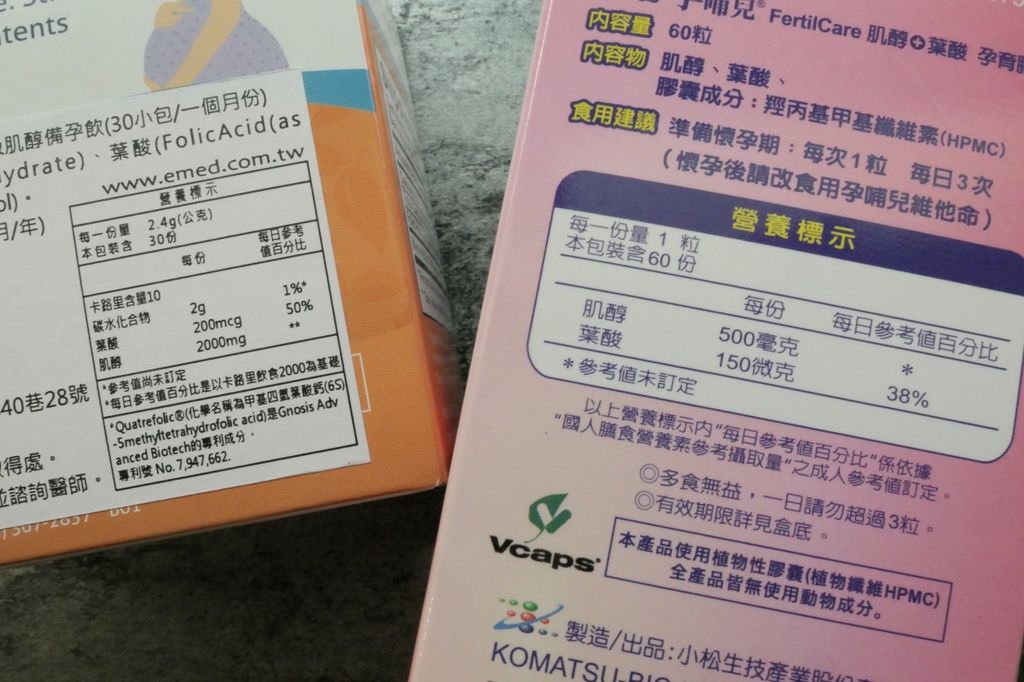 tents
肌醇備孕飲(30小包/一個月份)
ydrate)、葉酸(FolicAcid(as
ol)。
www.emed.com.tw
月/年)
營養標示
每一份量 2.4g(公克)
本包裝含 30份
每份 每日參考值百分比
卡路里含量10
碳水化合物 2g 1%*
葉酸 200mcg 50%
肌醇 2000mg **
*參考值尚未訂定
*每日參考值百分比是以卡路里飲食2000為基礎
*Quatrefolic®(化學名稱為甲基四氫葉酸鈣(6S)
-5methyltetrahydrofolic acid)是Gnosis Adv
anced Biotech的專利成分，
專利號 No. 7,947,662.
40巷28號
得處。
並諮詢醫師。
孕哺兒® FertilCare 肌醇+葉酸 孕育
內容量 60粒
內容物 肌醇、葉酸、
膠囊成分：羥丙基甲基纖維素(HPMC)
食用建議 準備懷孕期：每次1粒 每日3次
(懷孕後請改食用孕哺兒維他命)
營養標示
每一份量 1 粒
本包裝含60 份
每份 每日參考值百分比
肌醇 500毫克 *
葉酸 150微克 38%
*參考值未訂定
以上營養標示內"每日參考值百分比"係依據
"國人膳食營養素參考攝取量"之成人參考值訂定。
◎多食無益，一日請勿超過3粒。
◎有效期限詳見盒底。
Vcaps®
本產品使用植物性膠囊(植物纖維HPMC)
全產品皆無使用動物成分。
製造/出品:小松生技產業股份
KOMATSU-BIO